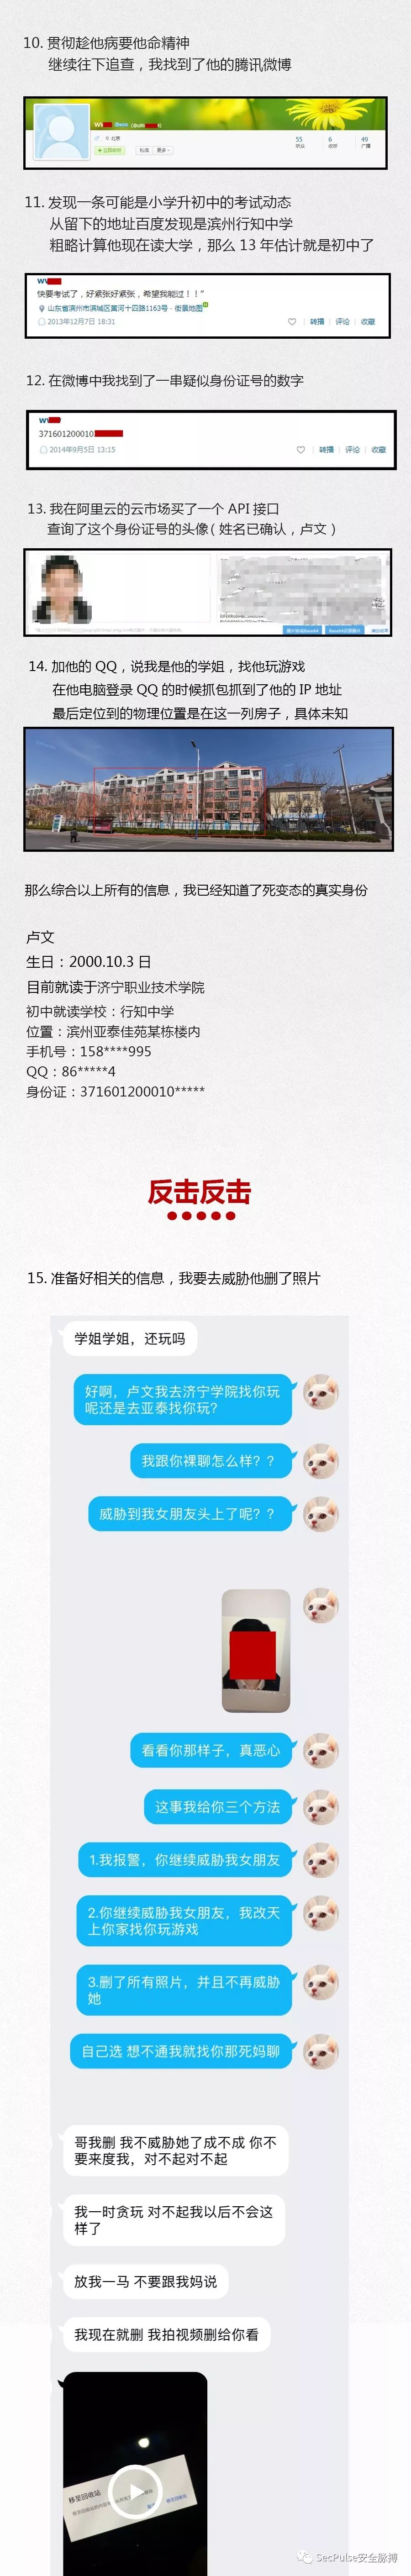 10. 贯彻趁他病要他命精神
继续往下追查，我找到了他的腾讯微博
北京
55
6
49
听众
收听
广播
+立即收听
私信
更多
11. 发现一条可能是小学升初中的考试动态
从留下的地址百度发现是滨州行知中学
粗略计算他现在读大学，那么 13 年估计就是初中了
快要考试了，好紧张好紧张，希望我能过！！”
山东省滨州市滨城区黄河十四路1163号 - 街景地图
2013年12月7日 18:31
转播 | 评论 | 收藏
12. 在微博中我找到了一串疑似身份证号的数字
371601200010
2014年9月5日 13:15
转播 | 评论 | 收藏
13. 我在阿里云的云市场买了一个 API 接口
查询了这个身份证号的头像（ 姓名已确认，卢文 ）
14. 加他的 QQ，说我是他的学姐，找他玩游戏
在他电脑登录 QQ 的时候抓包抓到了他的 IP 地址
最后定位到的物理位置是在这一列房子，具体未知
那么综合以上所有的信息，我已经知道了死变态的真实身份
卢文
生日：2000.10.3 日
目前就读于济宁职业技术学院
初中就读学校：行知中学
位置：滨州亚泰佳苑某栋楼内
手机号：158****995
QQ：86*****4
身份证：371601200010*****
反击反击
15. 准备好相关的信息，我要去威胁他删了照片
学姐学姐，还玩吗
好啊，卢文我去济宁学院找你玩
呢还是去亚泰找你玩?
我跟你裸聊怎么样? ?
威胁到我女朋友头上了呢? ?
看看你那样子，真恶心
这事我给你三个方法
1.我报警，你继续威胁我女朋友
2.你继续威胁我女朋友，我改天
上你家找你玩游戏
3.删了所有照片，并且不再威胁
她
自己选 想不通我就找你那死妈聊
哥我删 我不威胁她了成不成 你不
要来度我，对不起对不起
我一时贪玩 对不起我以后不会这
样了
放我一马 不要跟我妈说
我现在就删 我拍视频删给你看
移至回收站
SecPulse安全脉搏